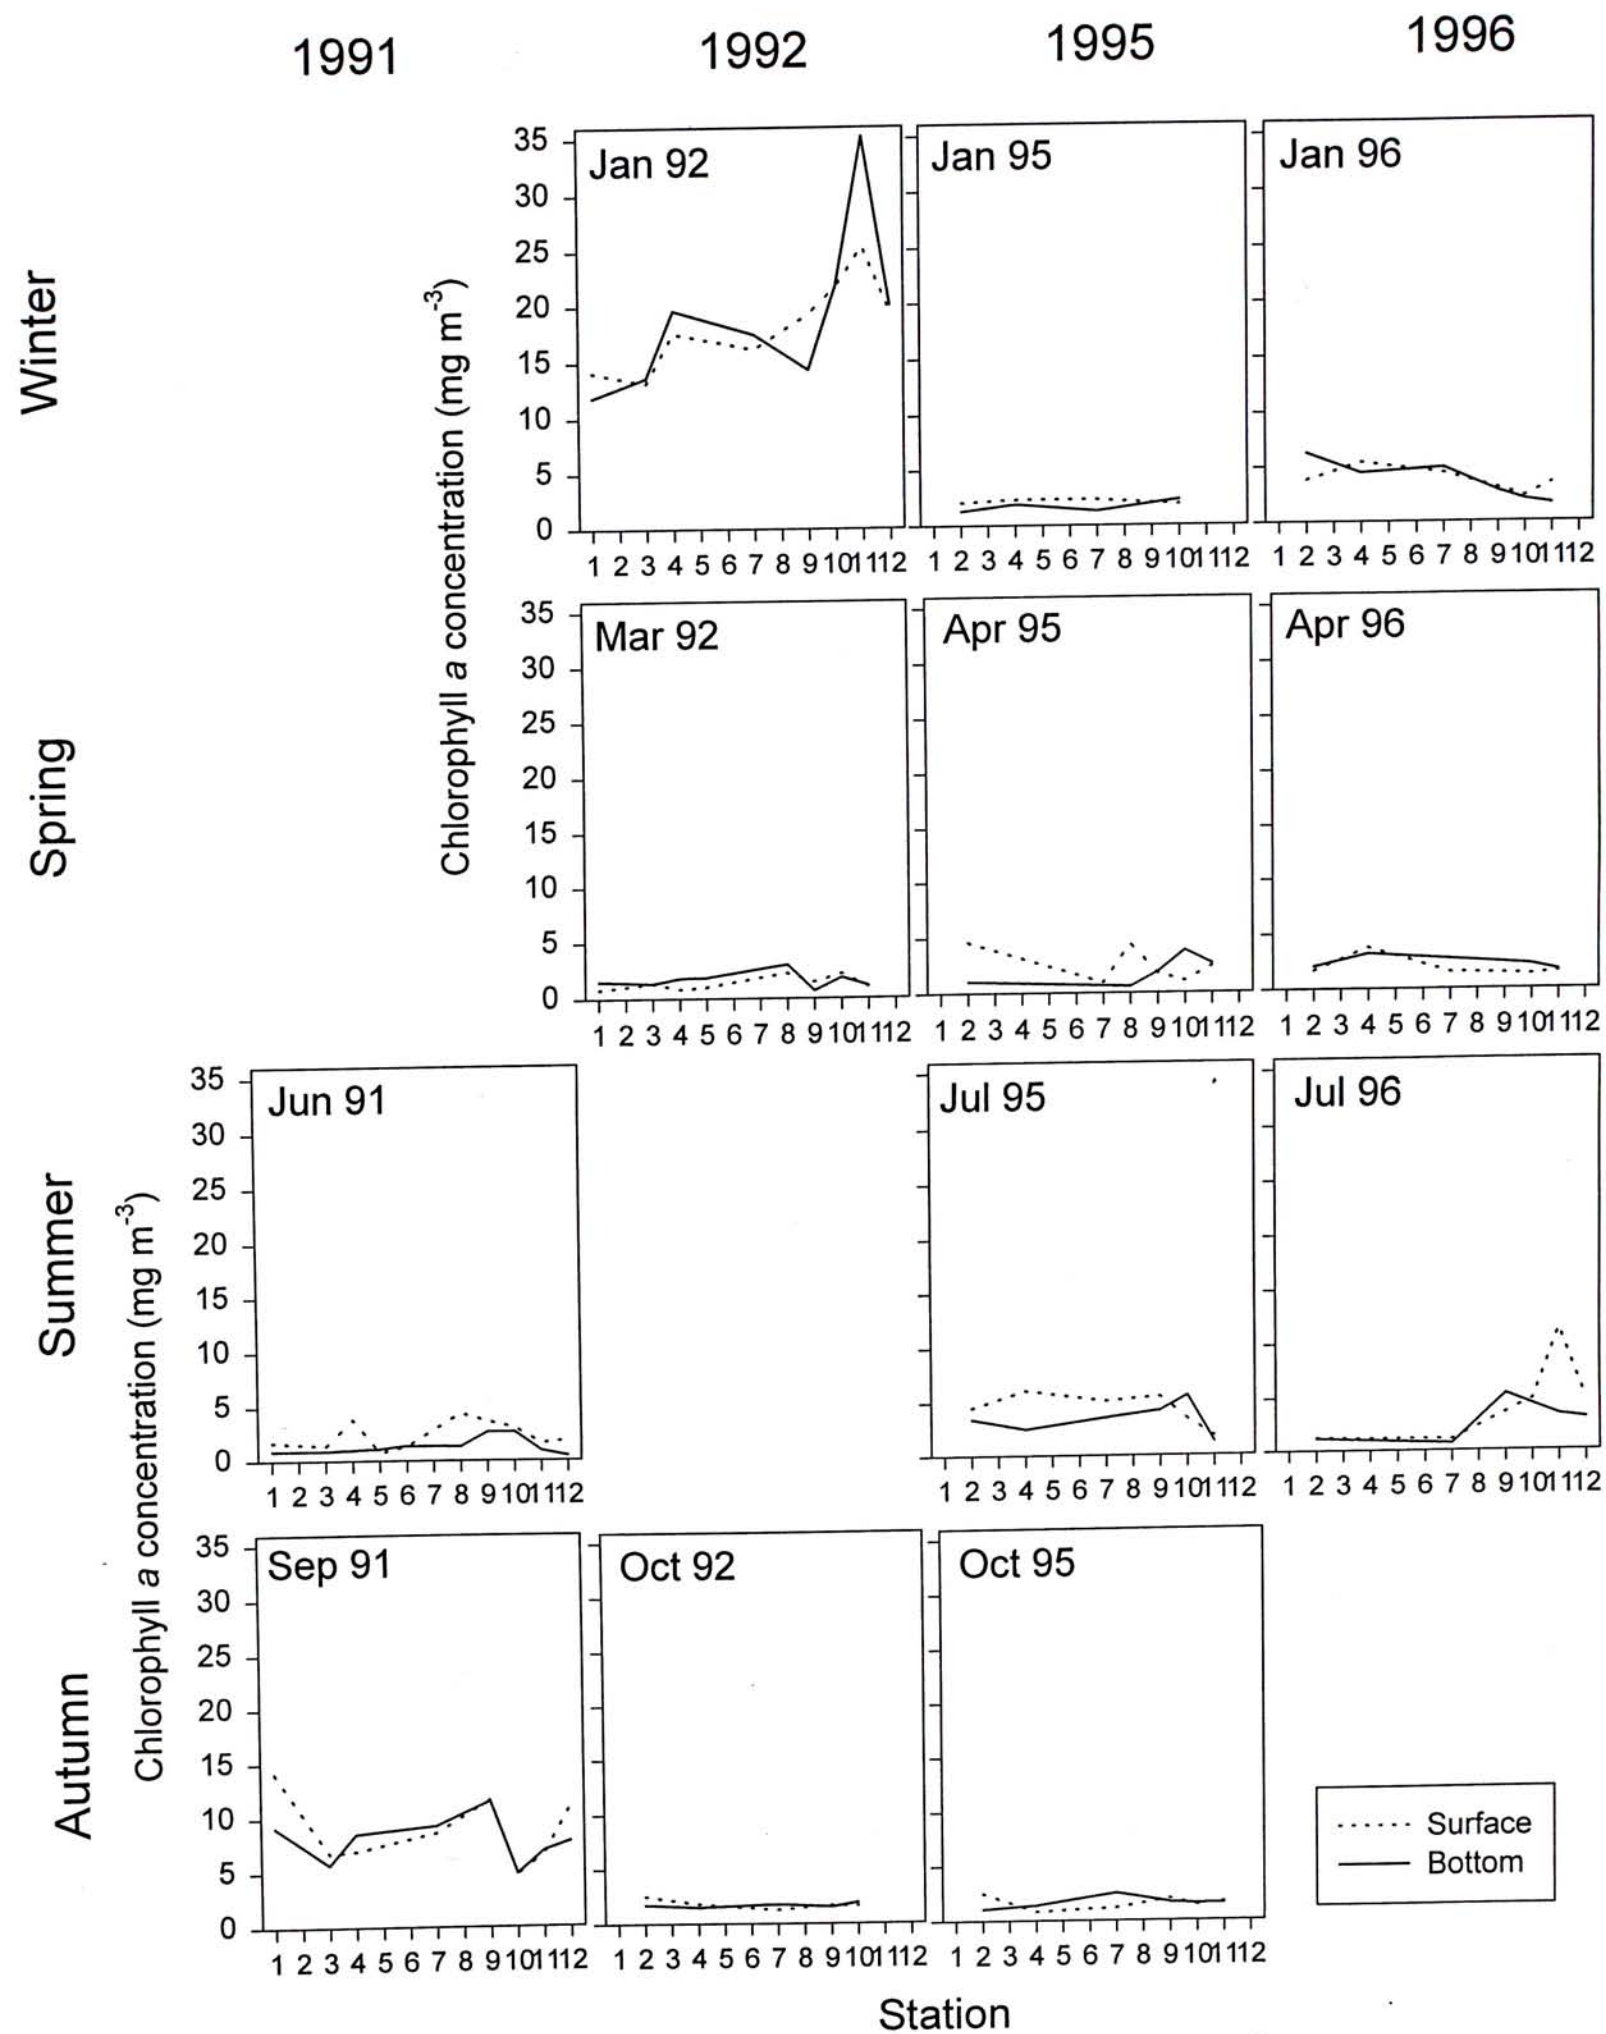 1991 1992 1995 1996
Winter
Chlorophyll a concentration (mg m-3)
35
30
25
20
15
10
5
0
Jan 92
1 2 3 4 5 6 7 8 9 10 11 12
Jan 95
1 2 3 4 5 6 7 8 9 10 11 12
Jan 96
1 2 3 4 5 6 7 8 9 10 11 12
Spring
35
30
25
20
15
10
5
0
Mar 92
1 2 3 4 5 6 7 8 9 10 11 12
Apr 95
1 2 3 4 5 6 7 8 9 10 11 12
Apr 96
1 2 3 4 5 6 7 8 9 10 11 12
Summer
Chlorophyll a concentration (mg m-3)
35
30
25
20
15
10
5
0
Jun 91
1 2 3 4 5 6 7 8 9 10 11 12
Jul 95
1 2 3 4 5 6 7 8 9 10 11 12
Jul 96
1 2 3 4 5 6 7 8 9 10 11 12
Autumn
35
30
25
20
15
10
5
0
Sep 91
1 2 3 4 5 6 7 8 9 10 11 12
Oct 92
1 2 3 4 5 6 7 8 9 10 11 12
Oct 95
1 2 3 4 5 6 7 8 9 10 11 12
Surface
Bottom
Station